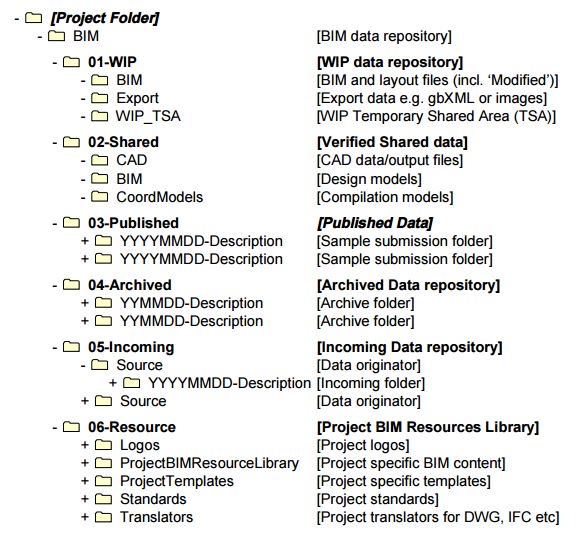 - [Project Folder]
- BIM [BIM data repository]
- 01-WIP [WIP data repository]
- BIM [BIM and layout files (incl. ‘Modified’)]
- Export [Export data e.g. gbXML or images]
- WIP_TSA [WIP Temporary Shared Area (TSA)]
- 02-Shared [Verified Shared data]
- CAD [CAD data/output files]
- BIM [Design models]
- CoordModels [Compilation models]
- 03-Published [Published Data]
+ YYYYMMDD-Description [Sample submission folder]
+ YYYYMMDD-Description [Sample submission folder]
- 04-Archived [Archived Data repository]
+ YYMMDD-Description [Archive folder]
+ YYMMDD-Description [Archive folder]
- 05-Incoming [Incoming Data repository]
- Source [Data originator]
+ YYYYMMDD-Description [Incoming folder]
+ Source [Data originator]
- 06-Resource [Project BIM Resources Library]
+ Logos [Project logos]
+ ProjectBIMResourceLibrary [Project specific BIM content]
+ ProjectTemplates [Project specific templates]
+ Standards [Project standards]
+ Translators [Project translators for DWG, IFC etc]